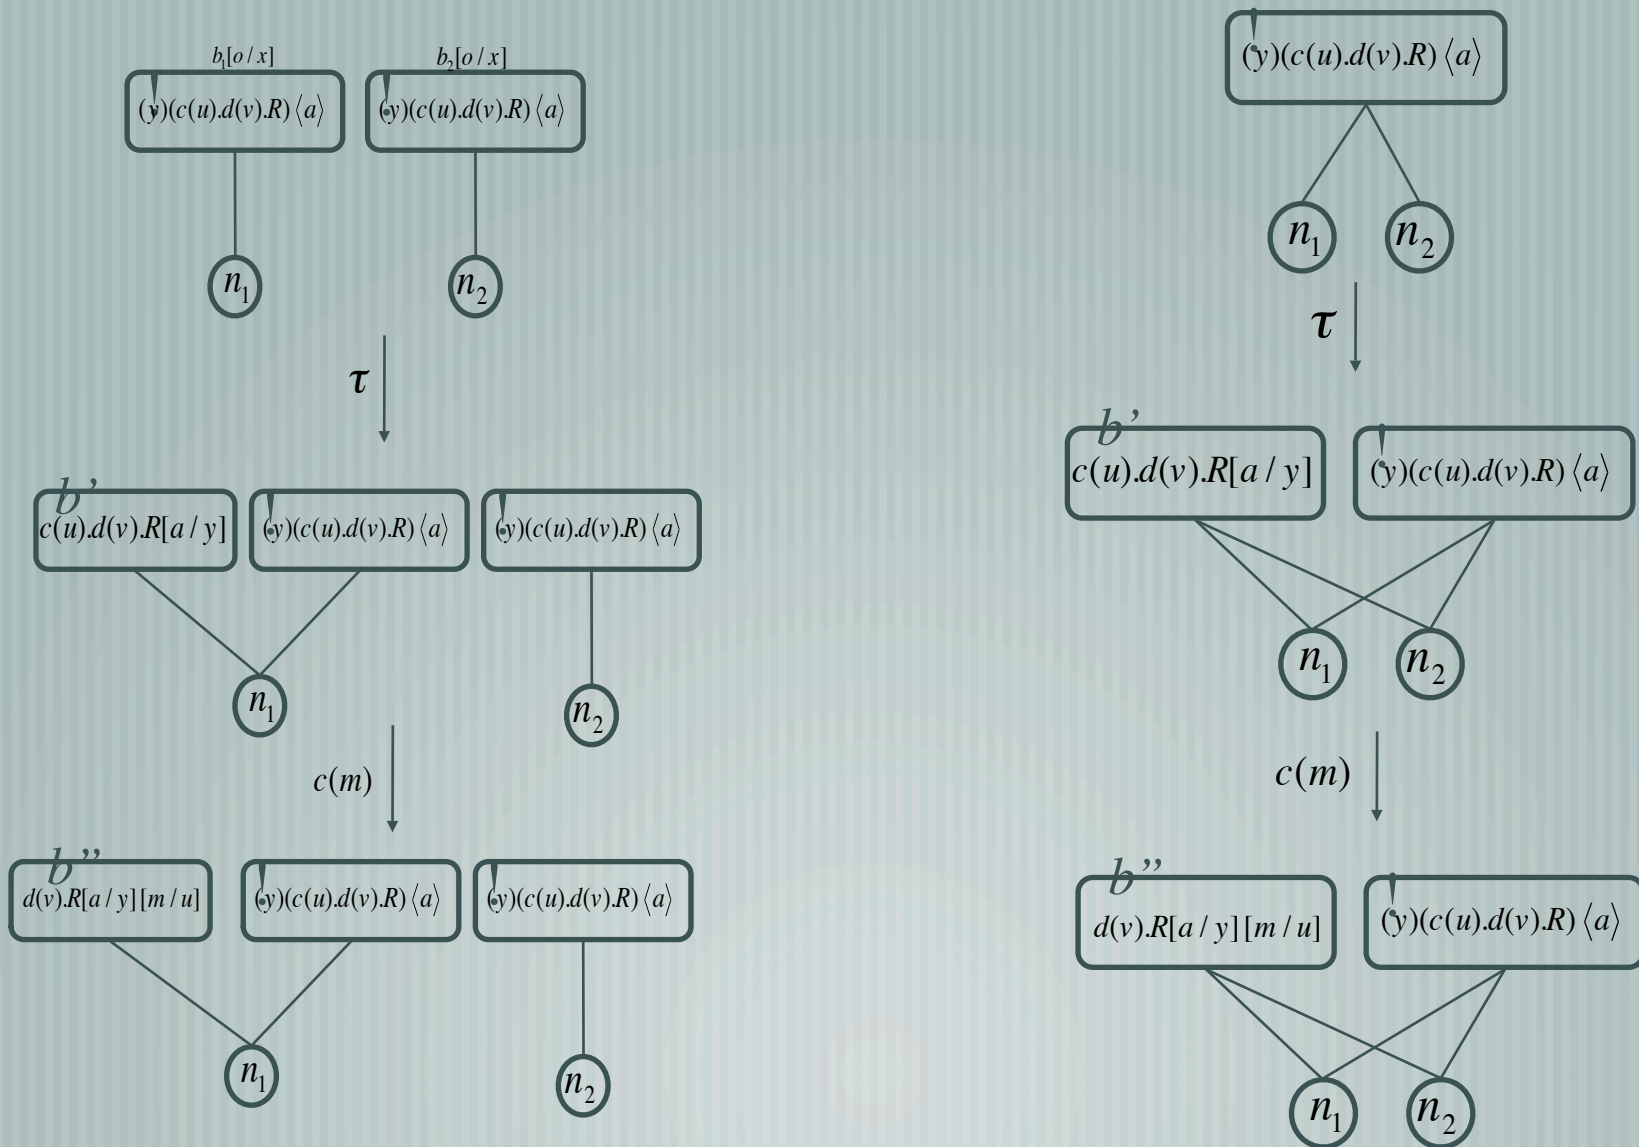 b₁[o / x] b₂[o / x]
!(y)(c(u).d(v).R)⟨a⟩ !(y)(c(u).d(v).R)⟨a⟩
n₁ n₂
τ
b’
c(u).d(v).R[a / y] !(y)(c(u).d(v).R)⟨a⟩ !(y)(c(u).d(v).R)⟨a⟩
n₁ n₂
c(m)
b’’
d(v).R[a / y][m / u] !(y)(c(u).d(v).R)⟨a⟩ !(y)(c(u).d(v).R)⟨a⟩
n₁ n₂
!(y)(c(u).d(v).R)⟨a⟩
n₁ n₂
τ
b’
c(u).d(v).R[a / y] !(y)(c(u).d(v).R)⟨a⟩
n₁ n₂
c(m)
b’’
d(v).R[a / y][m / u] !(y)(c(u).d(v).R)⟨a⟩
n₁ n₂